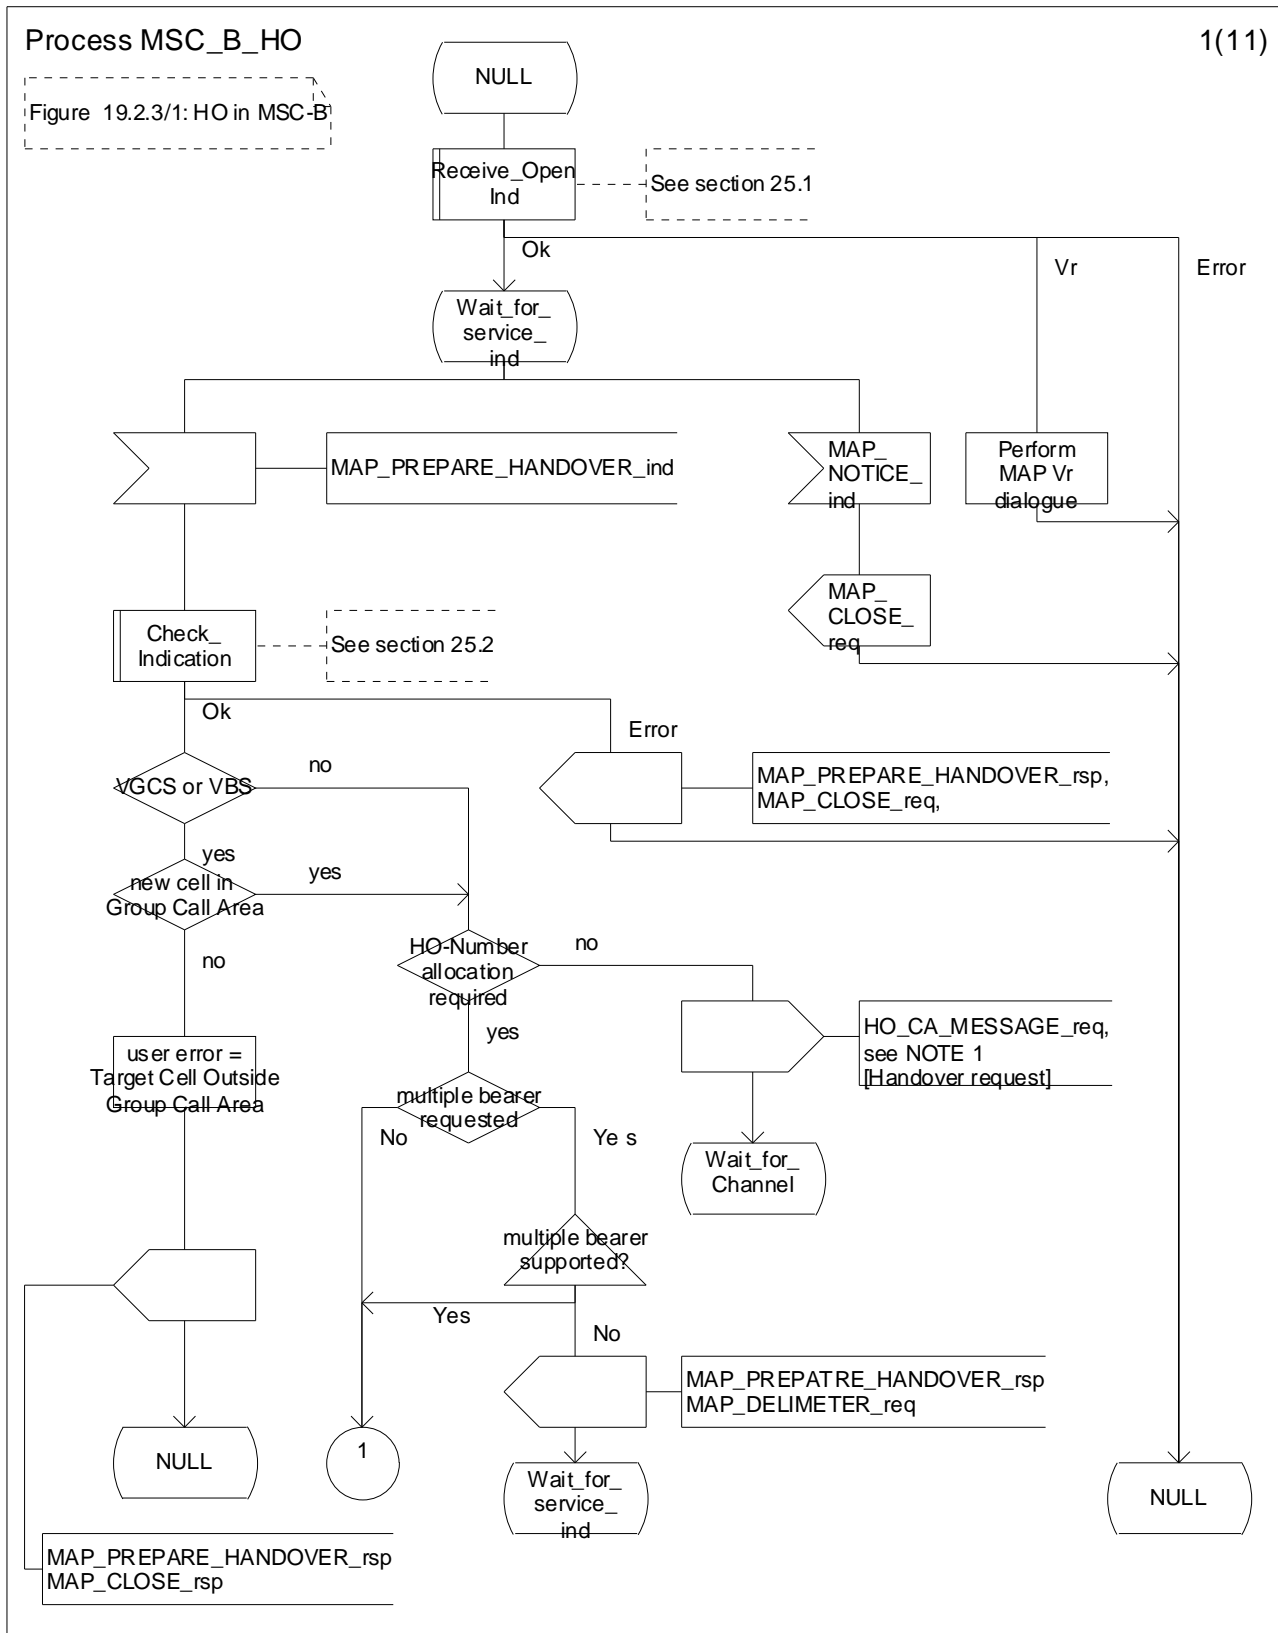 Process MSC_B_HO
1(11)
Figure 19.2.3/1: HO in MSC-B
NULL
Receive_Open
Ind
See section 25.1
Ok
Vr
Error
Wait_for_
service_
ind
MAP_PREPARE_HANDOVER_ind
MAP_
NOTICE_
ind
Perform
MAP Vr
dialogue
MAP_
CLOSE_
req
Check_
Indication
See section 25.2
Ok
Error
VGCS or VBS
no
MAP_PREPARE_HANDOVER_rsp,
MAP_CLOSE_req,
yes
new cell in
Group Call Area
yes
no
HO-Number
allocation
required
no
yes
HO_CA_MESSAGE_req,
see NOTE 1
[Handover request]
user error =
Target Cell Outside
Group Call Area
multiple bearer
requested
No
Ye s
Wait_for_
Channel
multiple bearer
supported?
Yes
No
MAP_PREPATRE_HANDOVER_rsp
MAP_DELIMETER_req
NULL
1
Wait_for_
service_
ind
NULL
MAP_PREPARE_HANDOVER_rsp
MAP_CLOSE_rsp